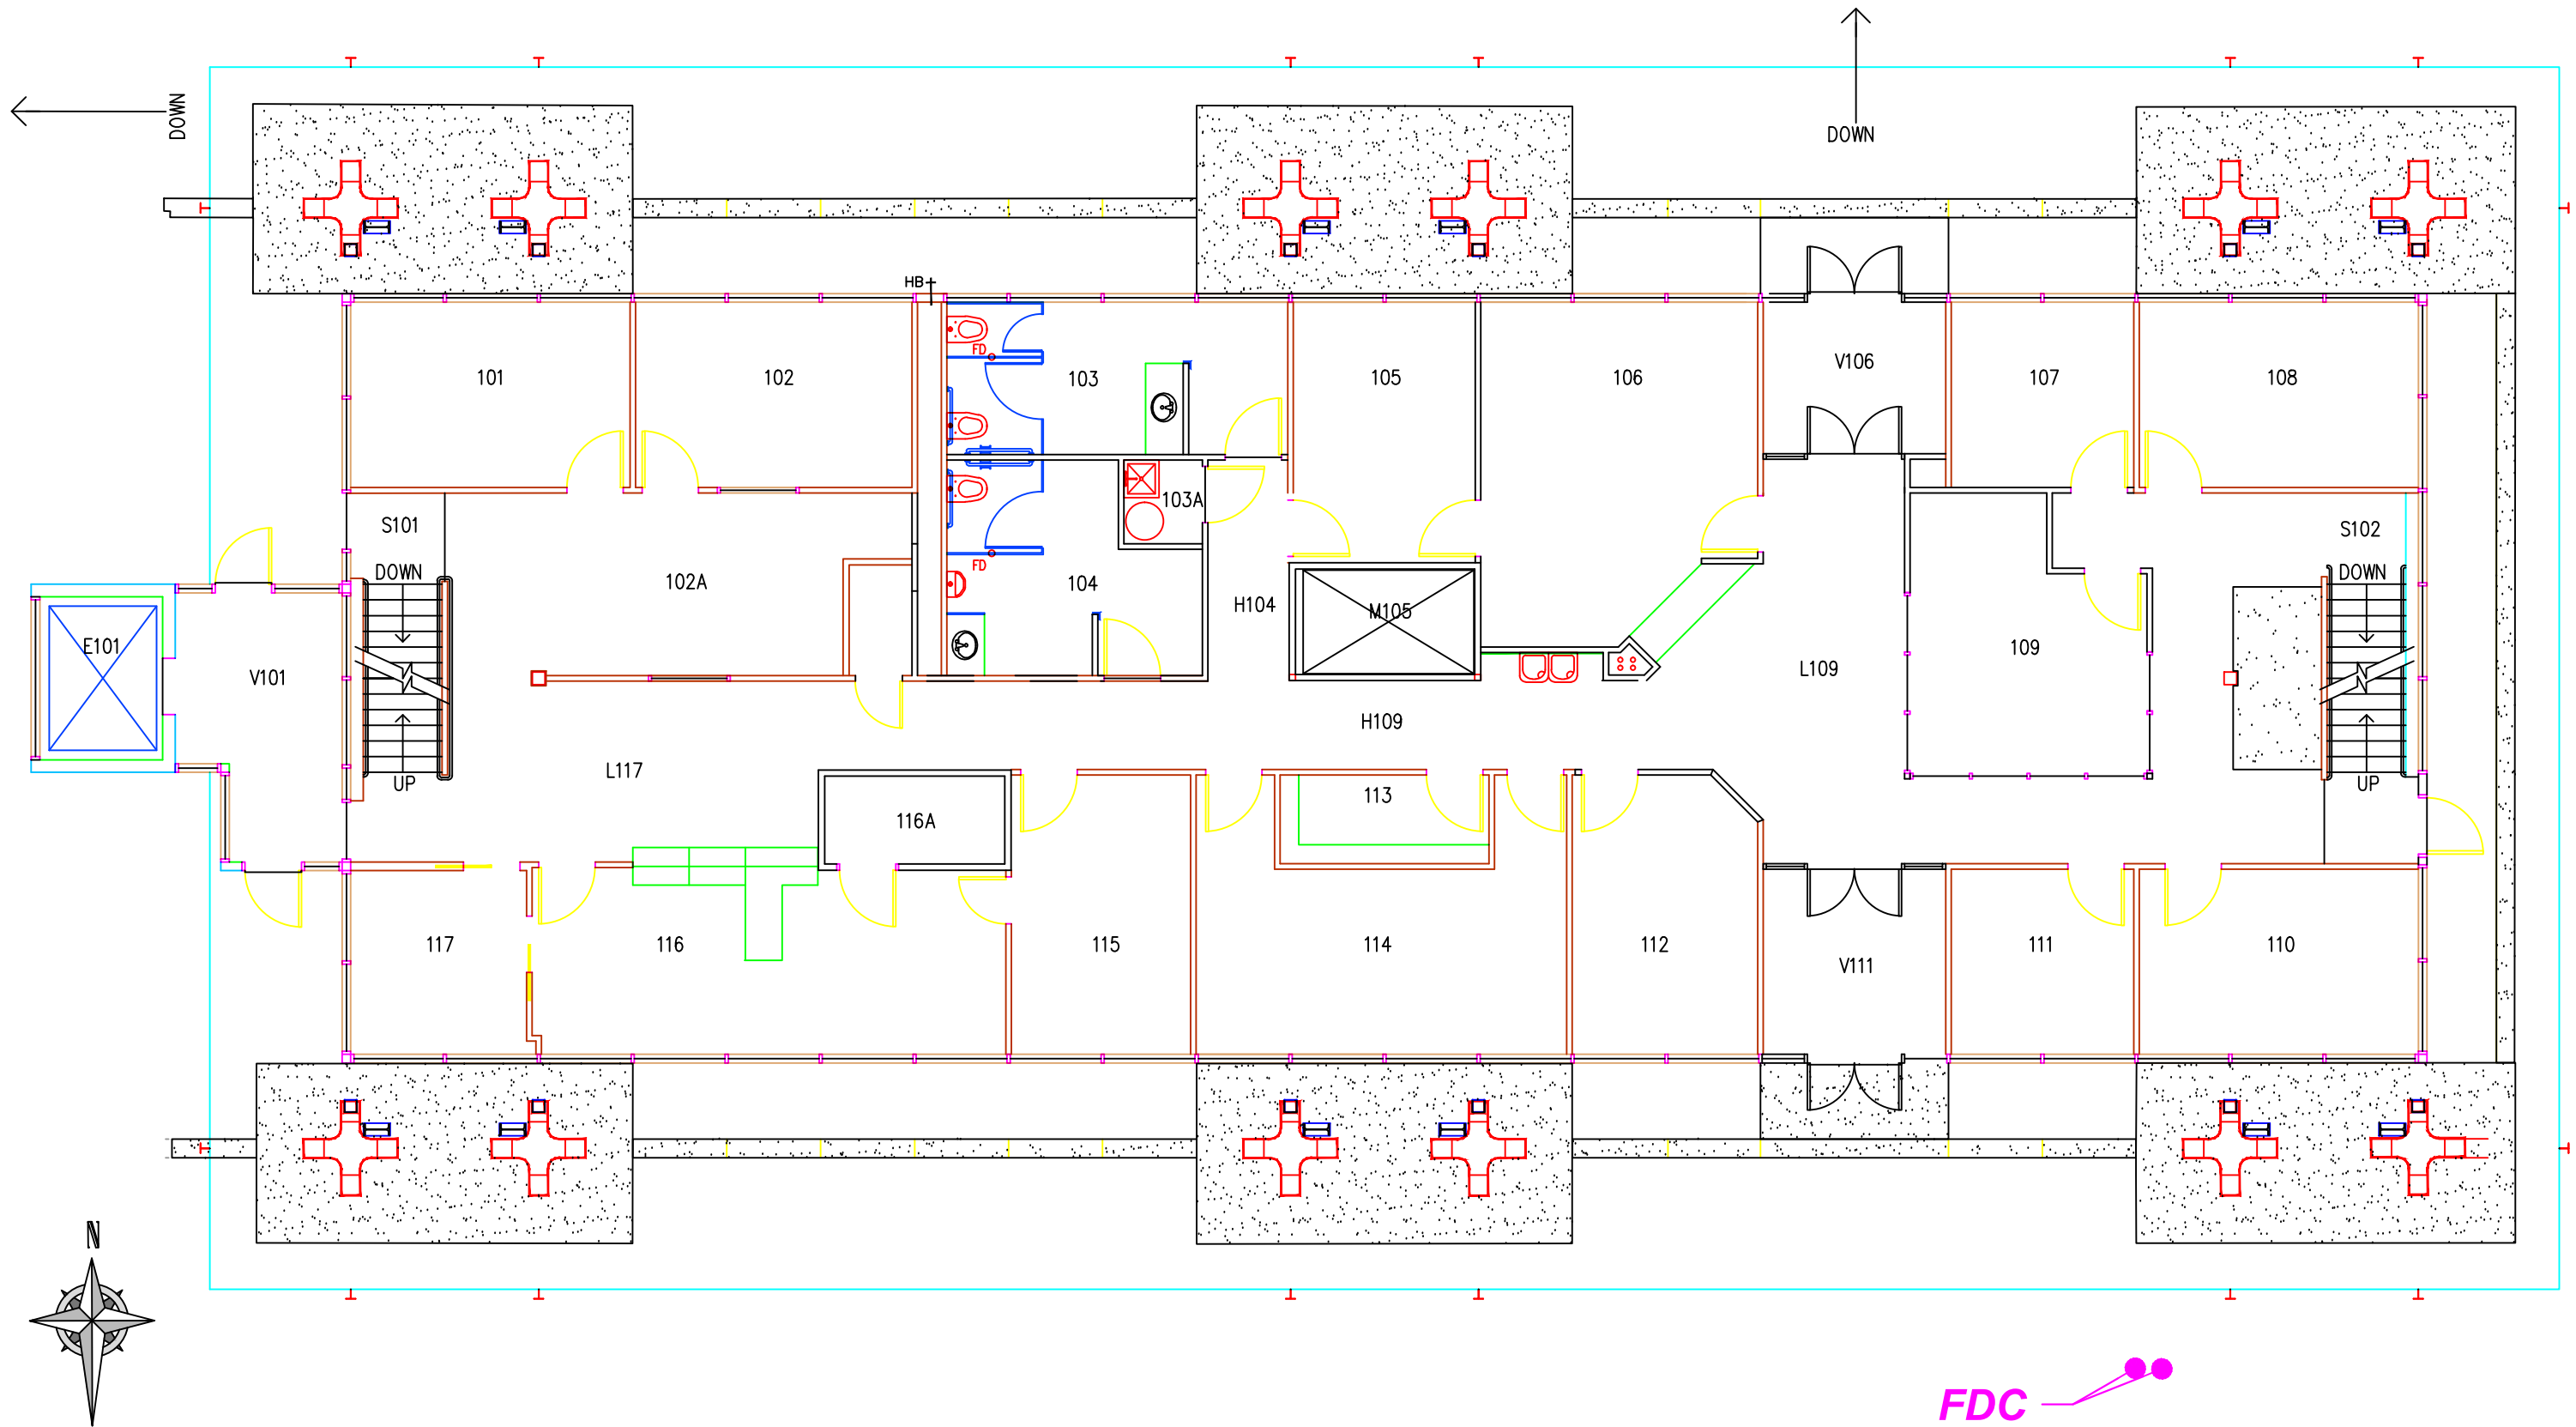 DOWN
DOWN
HB
101
102
FD
103
105
106
V106
107
108
103A
S101
S102
DOWN
102A
FD
104
H104
M105
DOWN
E101
V101
L109
109
H109
L117
UP
113
UP
116A
117
116
115
114
112
V111
111
110
N
FDC